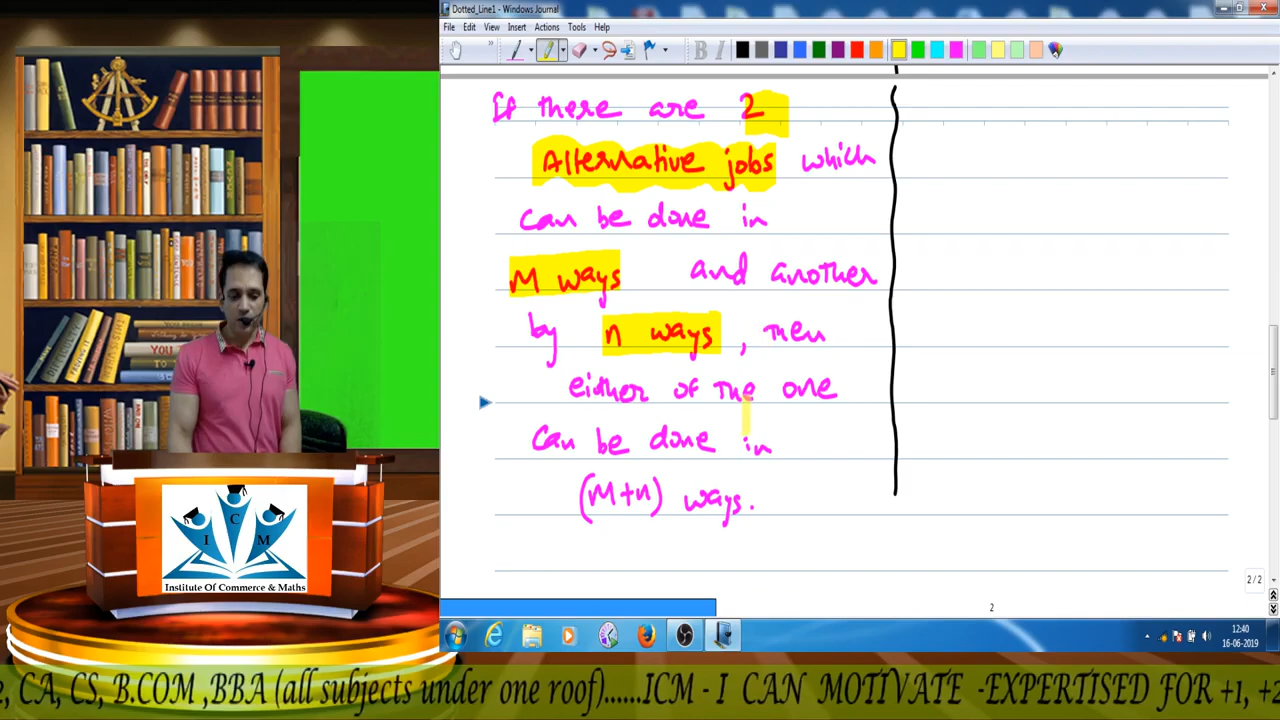 Dotted_Line1 - Windows Journal
File Edit View Insert Actions Tools Help
If there are 2
Alternative jobs which
can be done in
M ways and another
by n ways, then
either of the one
can be done in
(M+n) ways.
2/2
2
I C M
Institute Of Commerce & Maths
12:40
16-06-2019
e, CA, CS, B.COM ,BBA (all subjects under one roof)......ICM - I CAN MOTIVATE -EXPERTISED FOR +1, +2